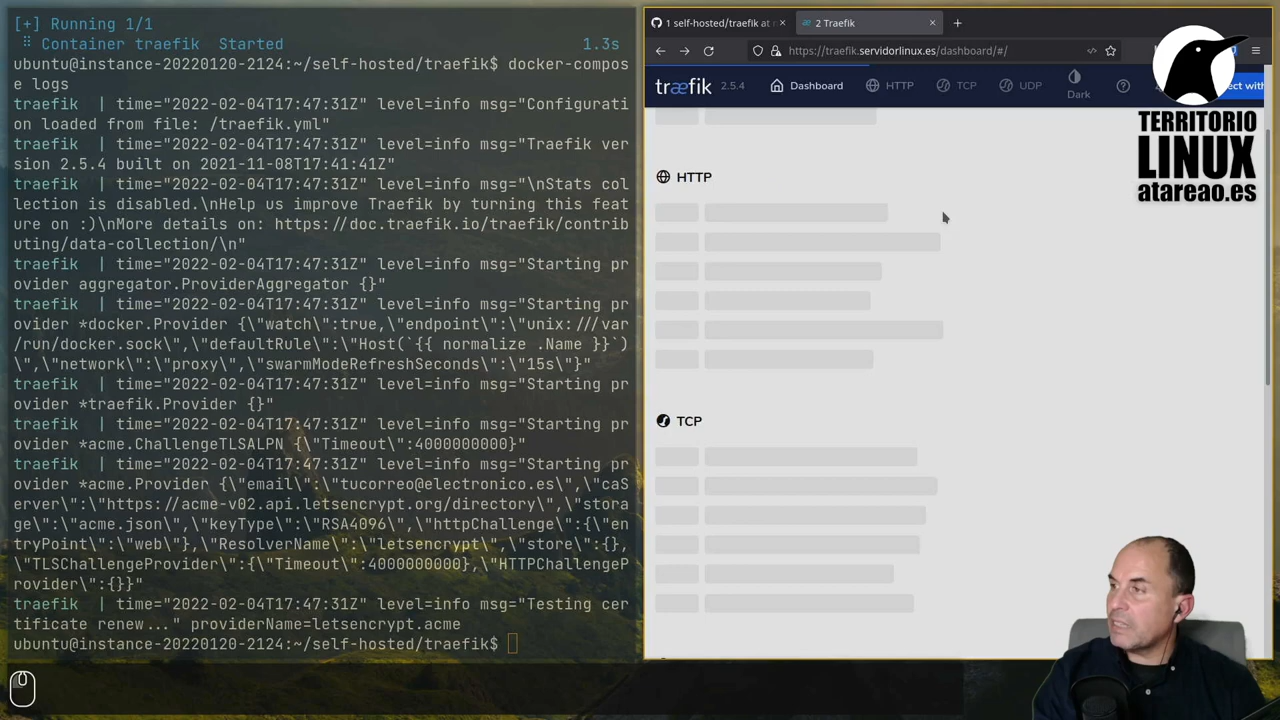 [+] Running 1/1
⠿ Container traefik  Started                                 1.3s
ubuntu@instance-20220120-2124:~/self-hosted/traefik$ docker-compos
e logs
traefik  | time="2022-02-04T17:47:31Z" level=info msg="Configurati
on loaded from file: /traefik.yml"
traefik  | time="2022-02-04T17:47:31Z" level=info msg="Traefik ver
sion 2.5.4 built on 2021-11-08T17:41:41Z"
traefik  | time="2022-02-04T17:47:31Z" level=info msg="\nStats col
lection is disabled.\nHelp us improve Traefik by turning this feat
ure on :)\nMore details on: https://doc.traefik.io/traefik/contrib
uting/data-collection/\n"
traefik  | time="2022-02-04T17:47:31Z" level=info msg="Starting pr
ovider aggregator.ProviderAggregator {}"
traefik  | time="2022-02-04T17:47:31Z" level=info msg="Starting pr
ovider *docker.Provider {\"watch\":true,\"endpoint\":\"unix:///var
/run/docker.sock\",\"defaultRule\":\"Host(`{{ normalize .Name }}`)
\",\"network\":\"proxy\",\"swarmModeRefreshSeconds\":\"15s\"}"
traefik  | time="2022-02-04T17:47:31Z" level=info msg="Starting pr
ovider *traefik.Provider {}"
traefik  | time="2022-02-04T17:47:31Z" level=info msg="Starting pr
ovider *acme.ChallengeTLSALPN {\"Timeout\":4000000000}"
traefik  | time="2022-02-04T17:47:31Z" level=info msg="Starting pr
ovider *acme.Provider {\"email\":\"tucorreo@electronico.es\",\"caS
erver\":\"https://acme-v02.api.letsencrypt.org/directory\",\"stora
ge\":\"acme.json\",\"keyType\":\"RSA4096\",\"httpChallenge\":{\"en
tryPoint\":\"web\"},\"ResolverName\":\"letsencrypt\",\"store\":{},
\"TLSChallengeProvider\":{\"Timeout\":4000000000},\"HTTPChallengeP
rovider\":{}}"
traefik  | time="2022-02-04T17:47:31Z" level=info msg="Testing cer
tificate renew..." providerName=letsencrypt.acme
ubuntu@instance-20220120-2124:~/self-hosted/traefik$
1 self-hosted/traefik at
2 Traefik
https://traefik.servidorlinux.es/dashboard/#/
træfik 2.5.4 Dashboard HTTP TCP UDP Dark
HTTP
TCP
TERRITORIO
LINUX
atareao.es